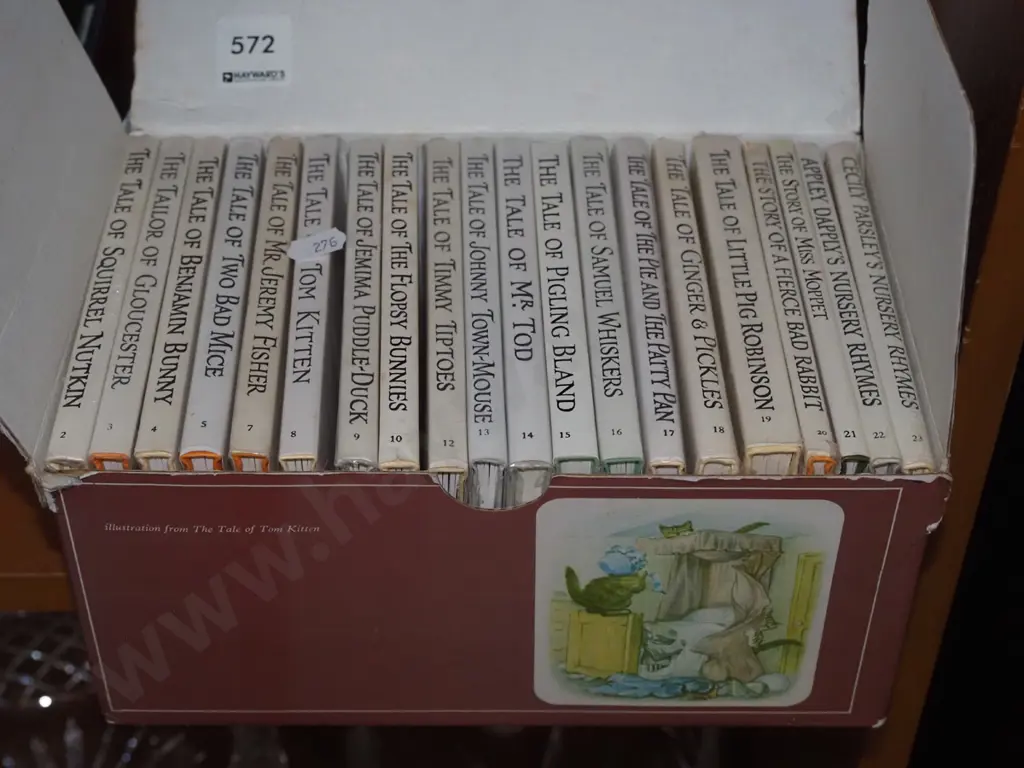 572
HAYWARD'S
THE TALE OF SQUIRREL NUTKIN 2
THE TAILOR OF GLOUCESTER 3
THE TALE OF BENJAMIN BUNNY 4
THE TALE OF TWO BAD MICE 5
THE TALE OF MR. JEREMY FISHER 7
THE TALE TOM KITTEN 8
276
THE TALE OF JEMIMA PUDDLE-DUCK 9
THE TALE OF THE FLOPSY BUNNIES 10
THE TALE OF TIMMY TIPTOES 12
THE TALE OF JOHNNY TOWN-MOUSE 13
THE TALE OF MR TOD 14
THE TALE OF PIGLING BLAND 15
THE TALE OF SAMUEL WHISKERS 16
THE TALE OF THE PIE AND THE PATTY PAN 17
THE TALE OF GINGER & PICKLES 18
THE TALE OF LITTLE PIG ROBINSON 19
THE STORY OF A FIERCE BAD RABBIT 20
THE STORY OF MISS MOPPET 21
APPLEY DAPPLY'S NURSERY RHYMES 22
CECILY PARSLEY'S NURSERY RHYMES 23
illustration from The Tale of Tom Kitten